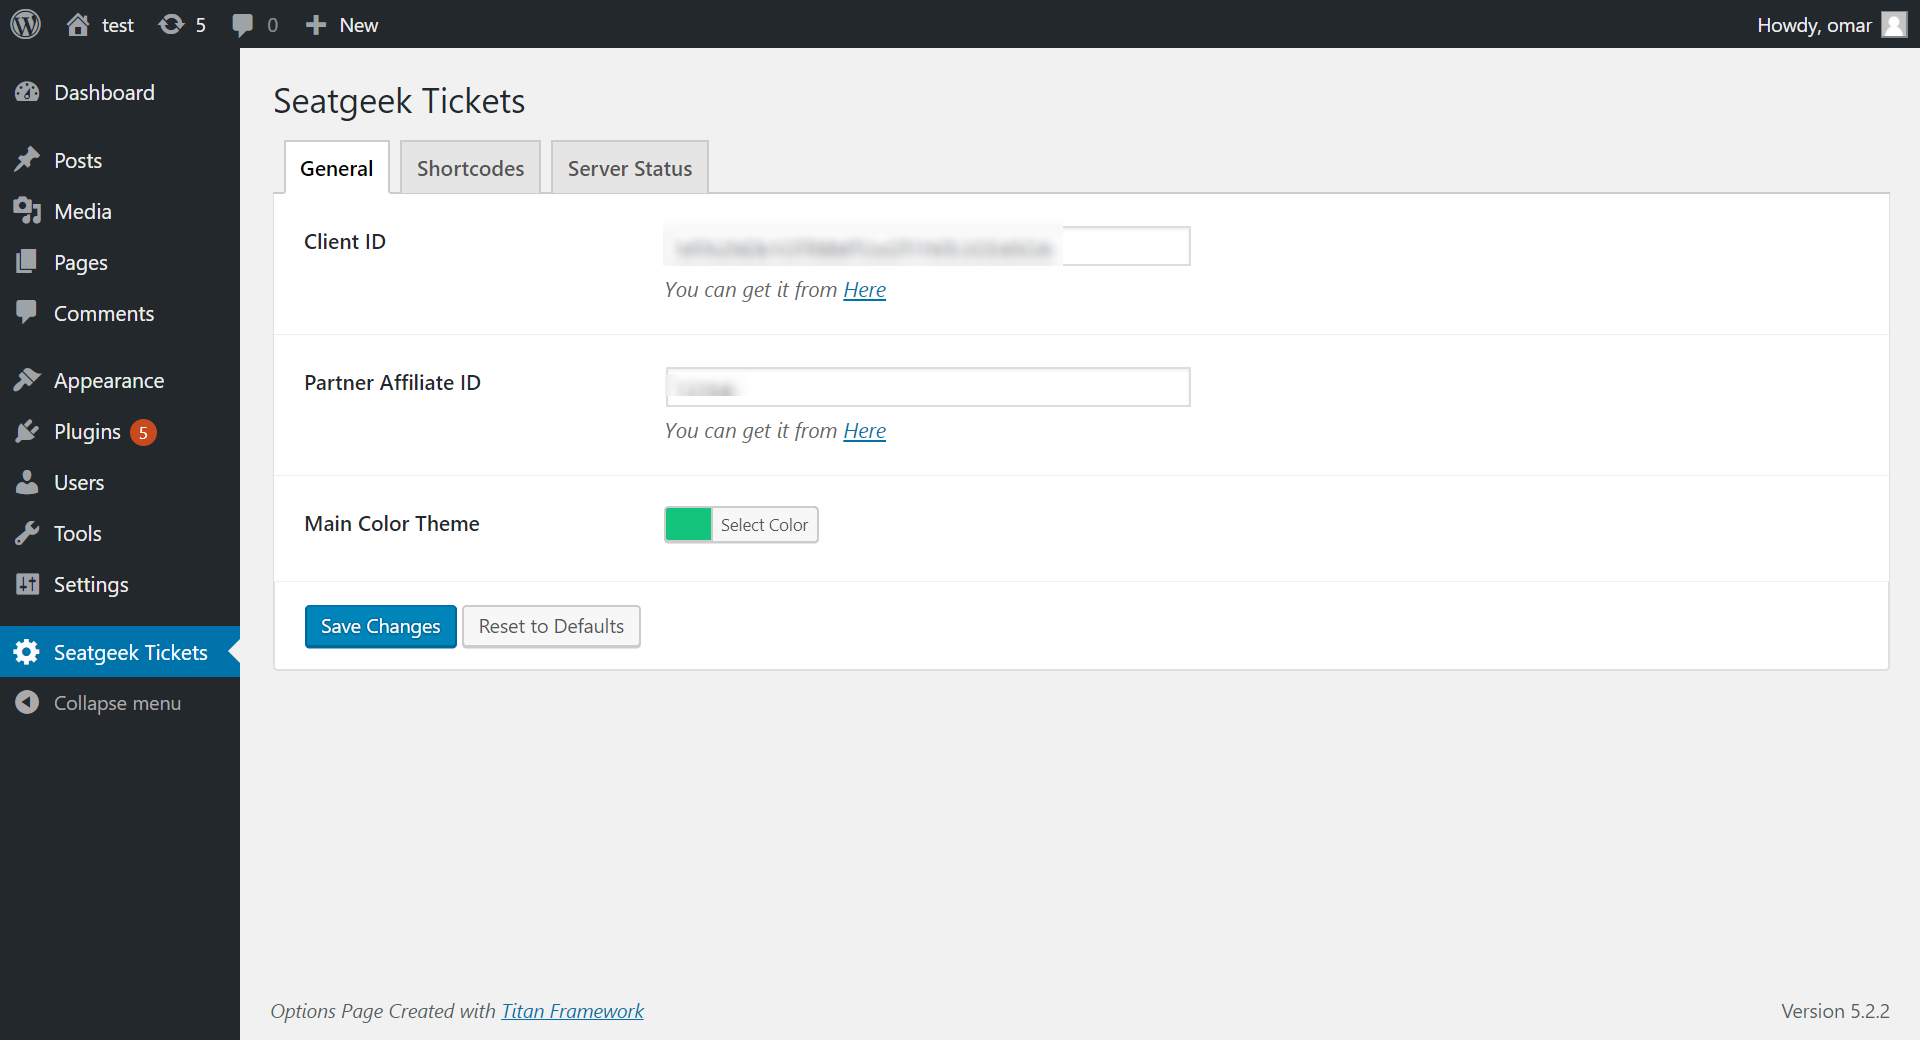 test 5 0 New Howdy, omar
Dashboard
Posts
Media
Pages
Comments
Appearance
Plugins 5
Users
Tools
Settings
Seatgeek Tickets
Collapse menu
Seatgeek Tickets
General Shortcodes Server Status
Client ID
You can get it from Here
Partner Affiliate ID
You can get it from Here
Main Color Theme Select Color
Save Changes Reset to Defaults
Options Page Created with Titan Framework Version 5.2.2